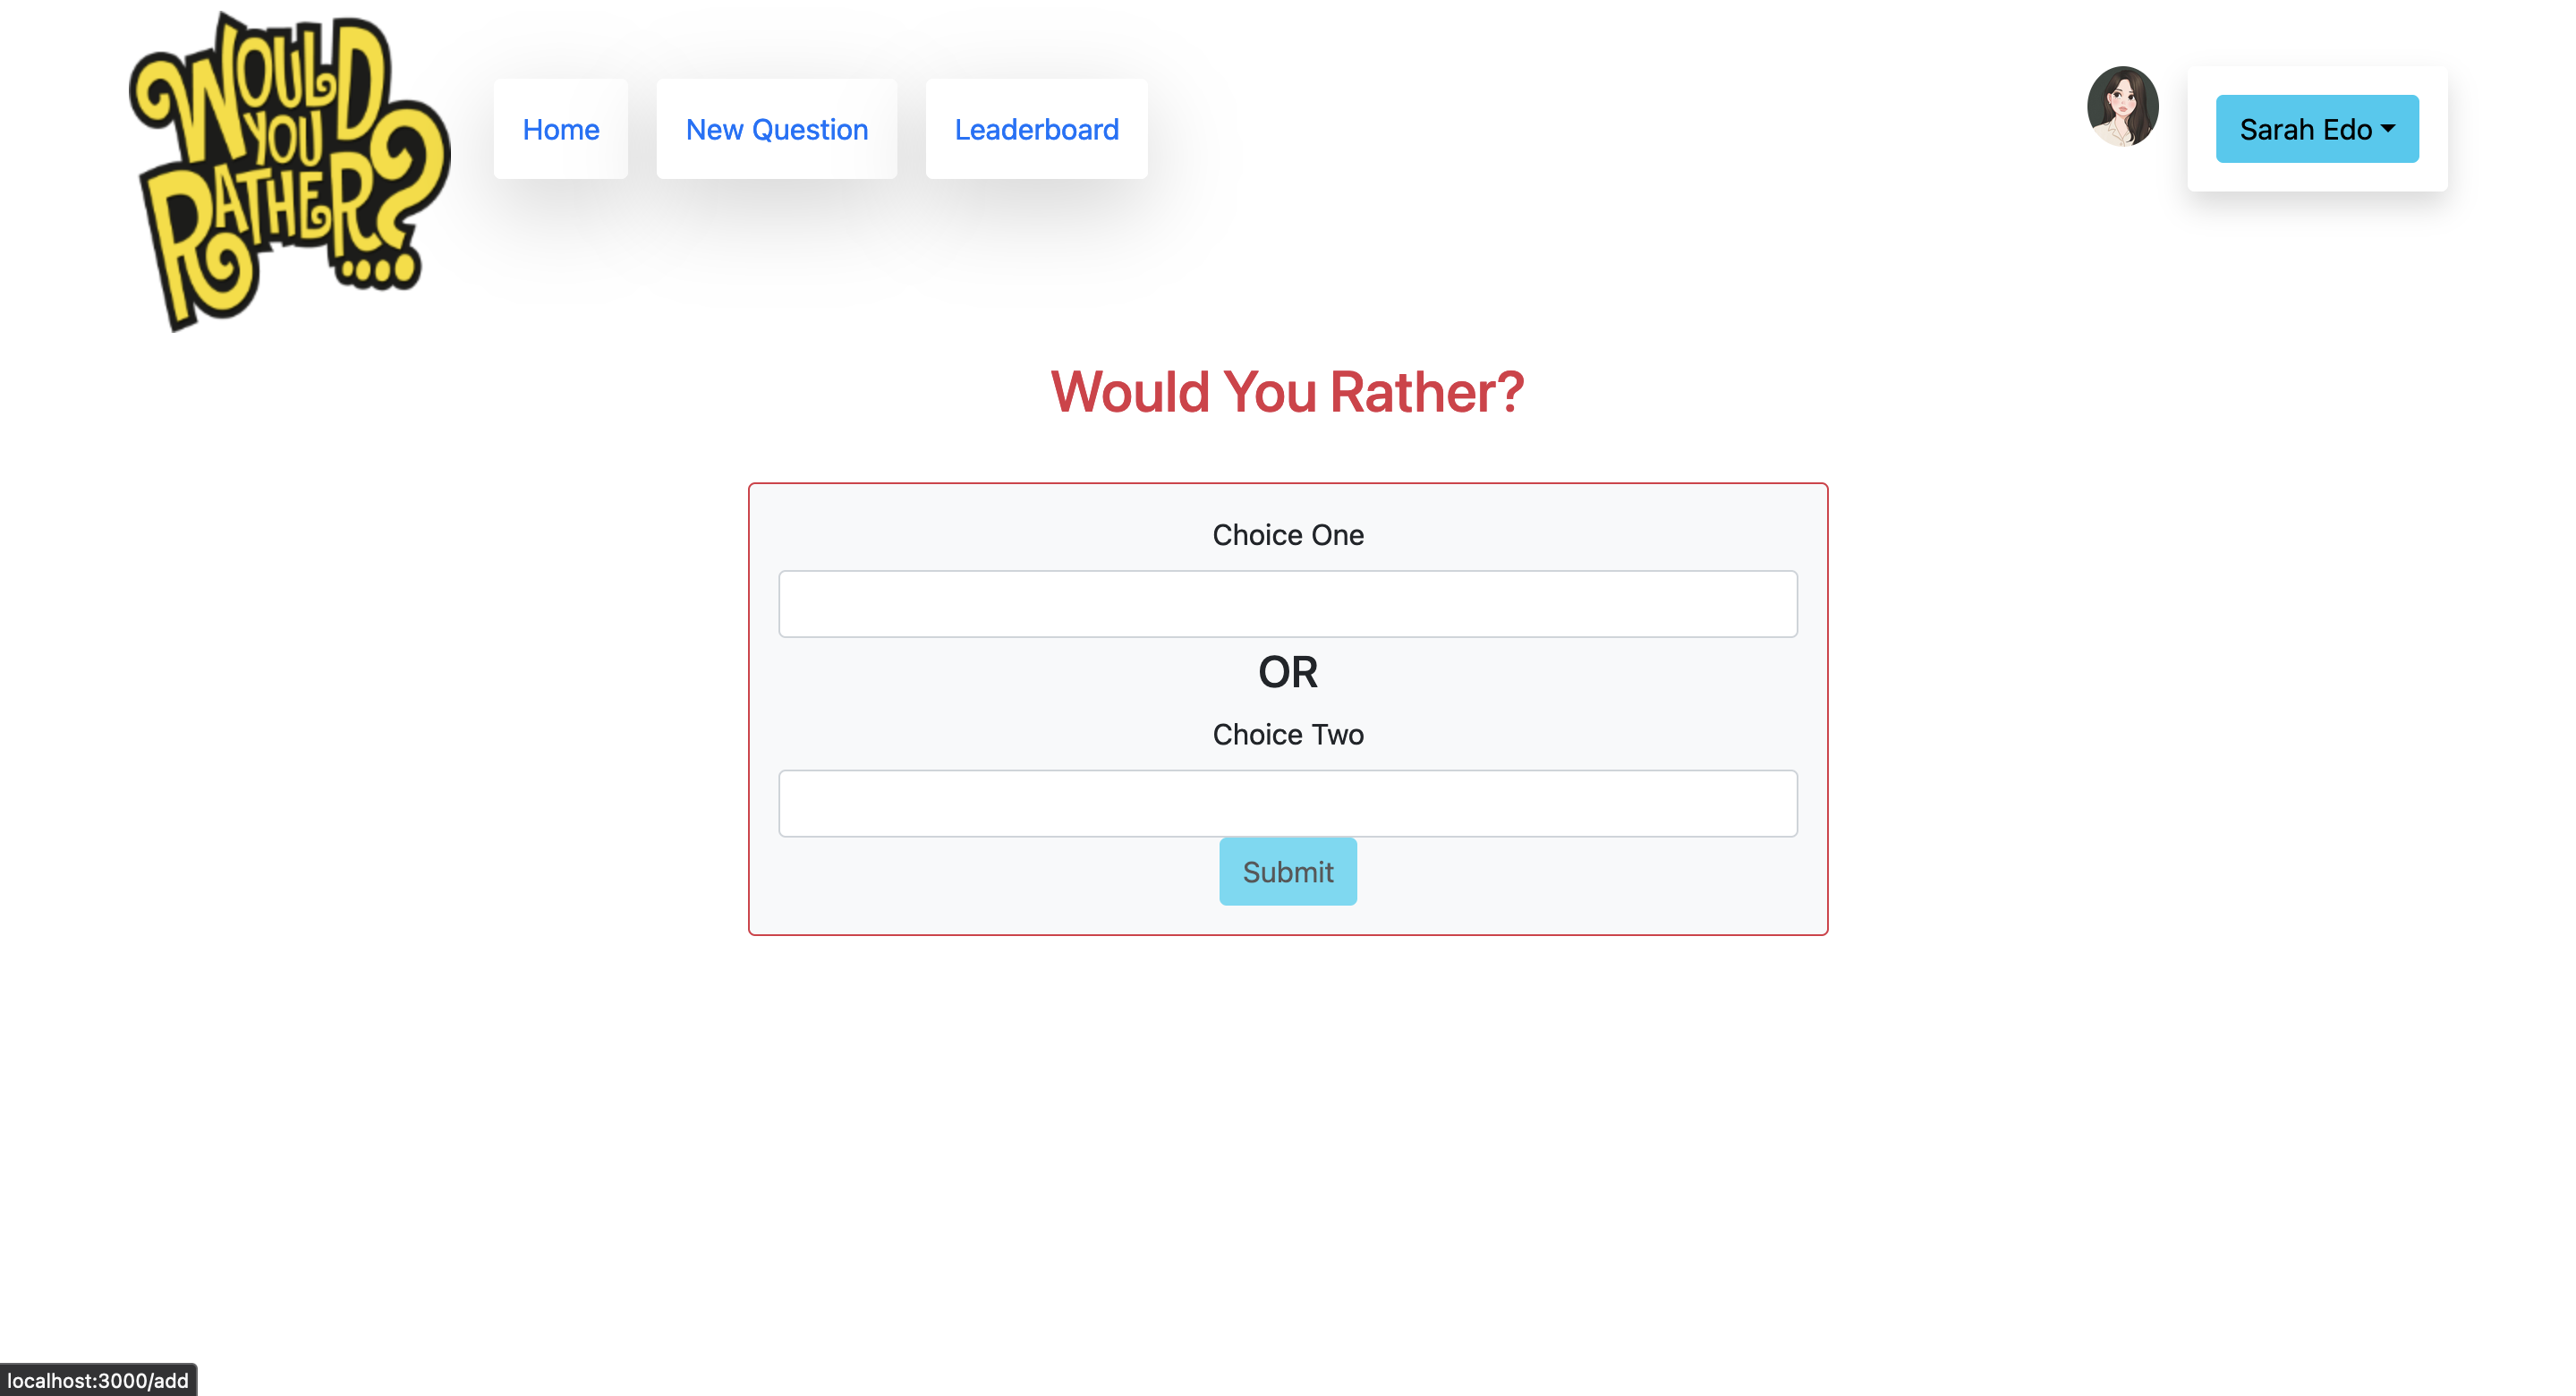 WOULD
YOU
RATHER?....
Home
New Question
Leaderboard
Sarah Edo
Would You Rather?
Choice One
OR
Choice Two
Submit
localhost:3000/add